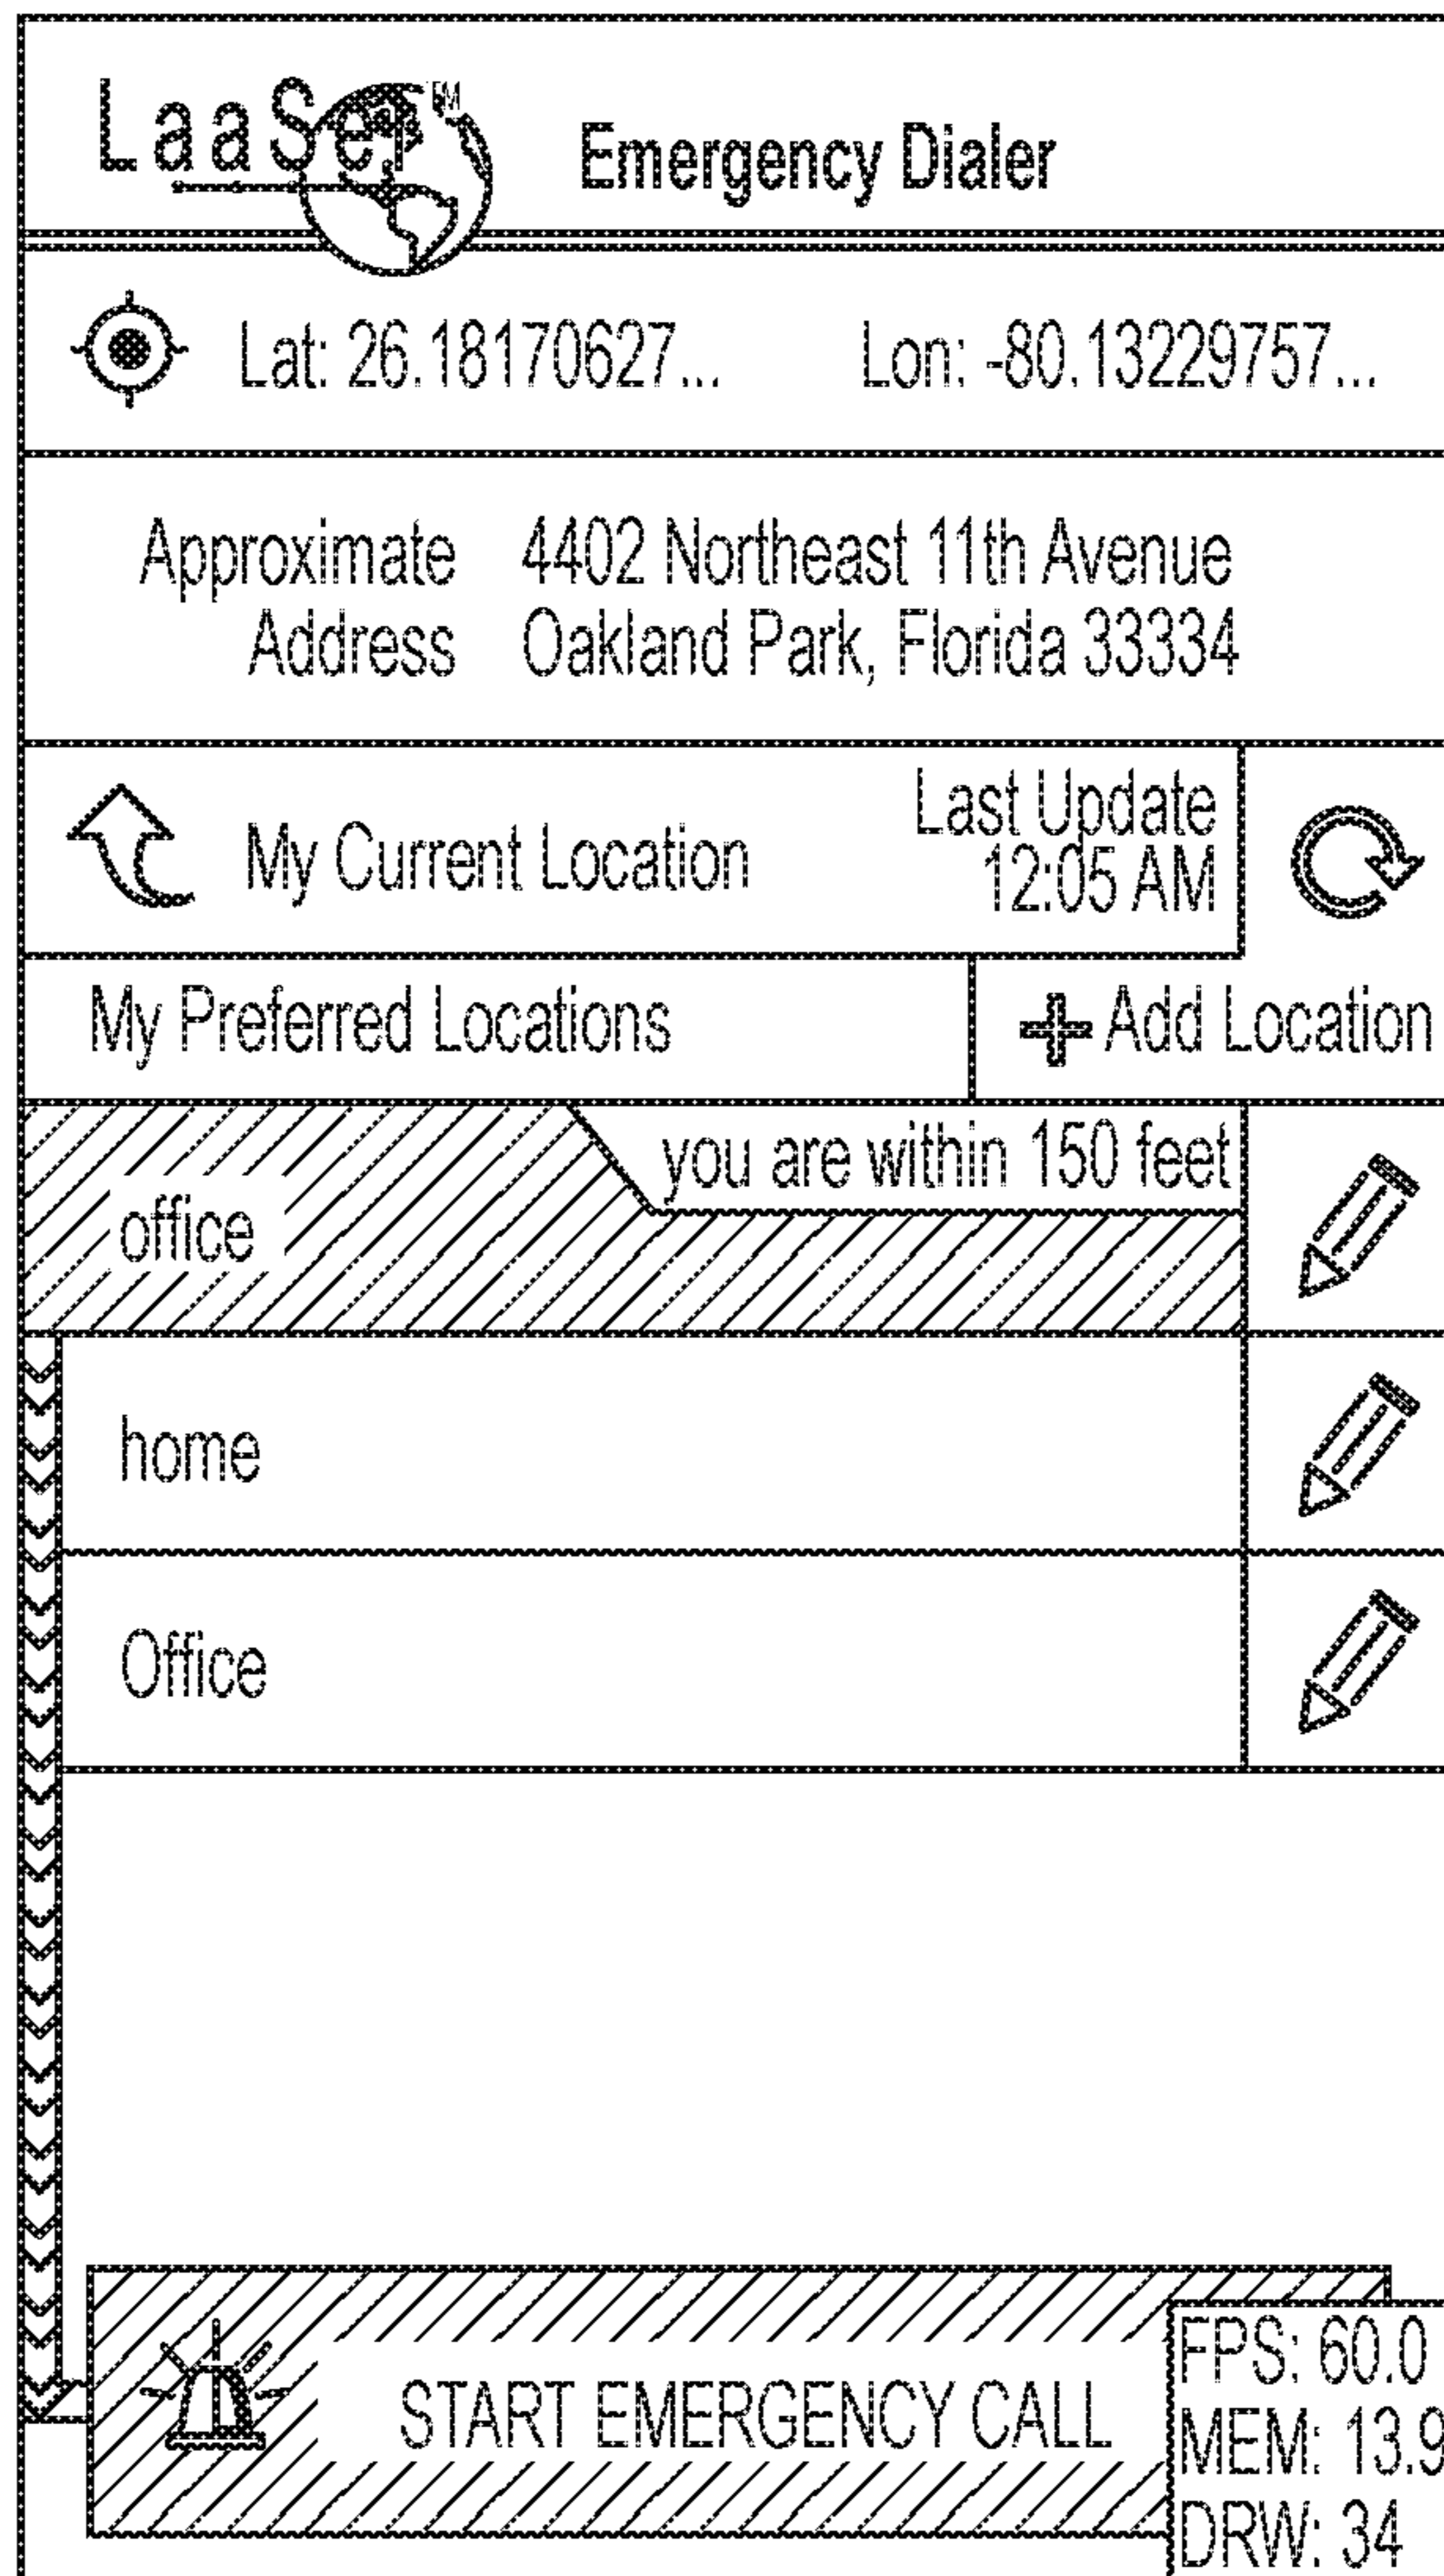 LaaSer™
Emergency Dialer
Lat: 26.18170627... Lon: -80.13229757...
Approximate 4402 Northeast 11th Avenue
Address Oakland Park, Florida 33334
My Current Location
Last Update
12:05 AM
My Preferred Locations + Add Location
you are within 150 feet
office
home
Office
START EMERGENCY CALL
FPS: 60.0
MEM: 13.9
DRW: 34